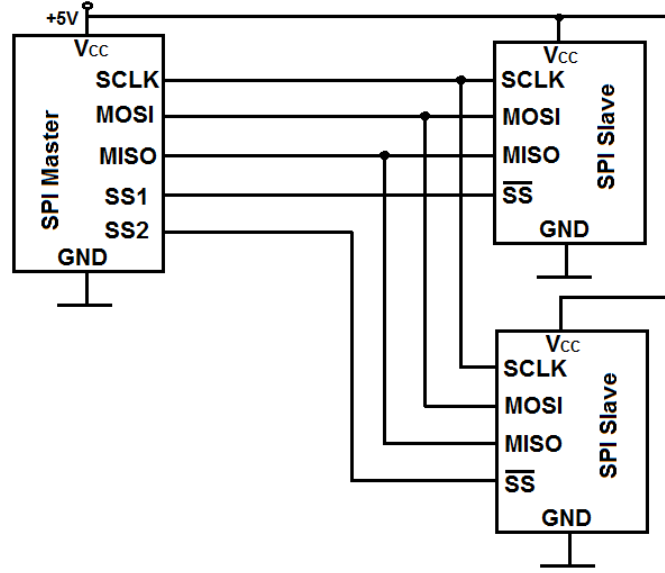 +5V
VCC
SCLK
MOSI
MISO
SS1
SS2
GND
SPI Master
VCC
SCLK
MOSI
MISO
SS
GND
SPI Slave
VCC
SCLK
MOSI
MISO
SS
GND
SPI Slave